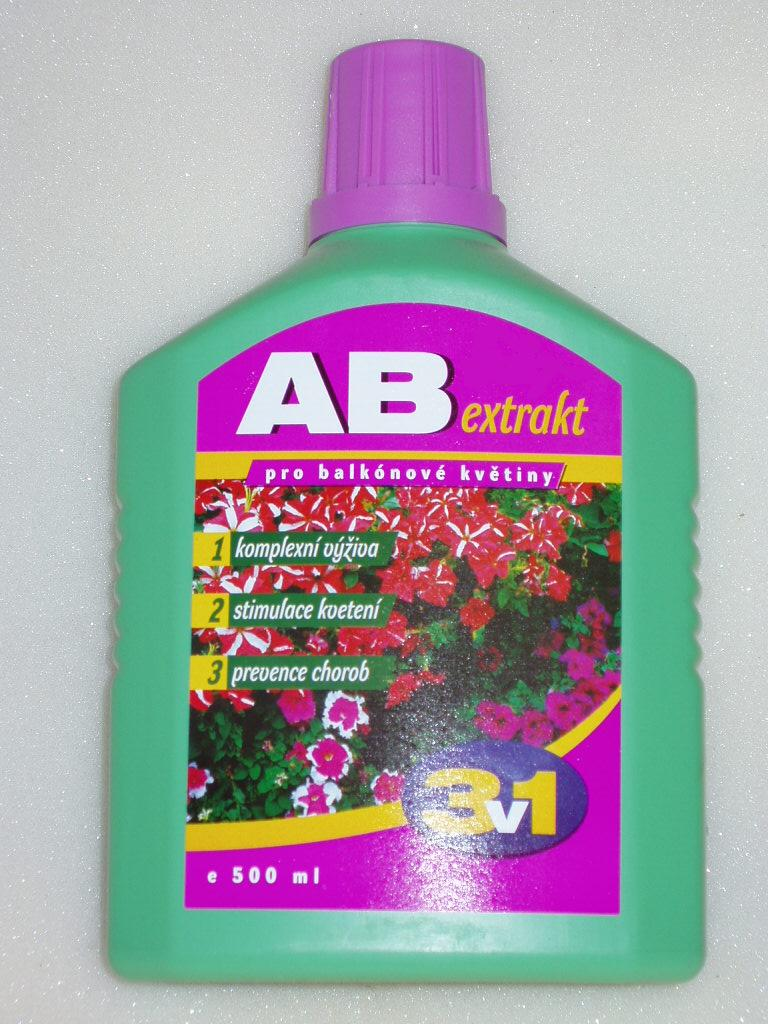 AB extrakt
pro balkónové květiny
1 komplexní výživa
2 stimulace kvetení
3 prevence chorob
3v1
e 500 ml